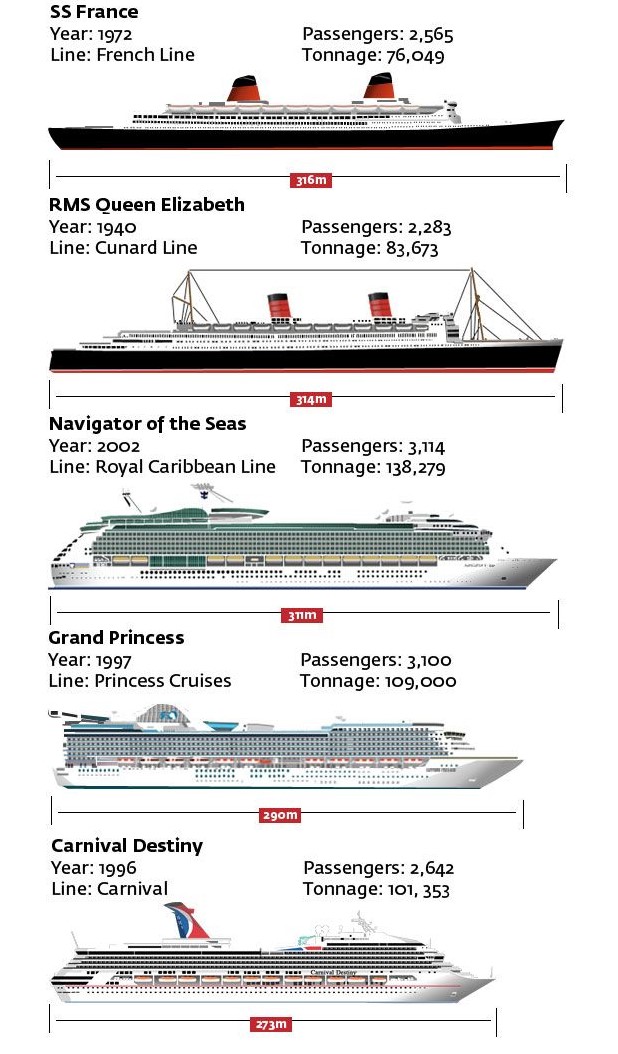 SS France
Year: 1972 Passengers: 2,565
Line: French Line Tonnage: 76,049
316m
RMS Queen Elizabeth
Year: 1940 Passengers: 2,283
Line: Cunard Line Tonnage: 83,673
314m
Navigator of the Seas
Year: 2002 Passengers: 3,114
Line: Royal Caribbean Line Tonnage: 138,279
311m
Grand Princess
Year: 1997 Passengers: 3,100
Line: Princess Cruises Tonnage: 109,000
290m
Carnival Destiny
Year: 1996 Passengers: 2,642
Line: Carnival Tonnage: 101, 353
Carnival Destiny
273m